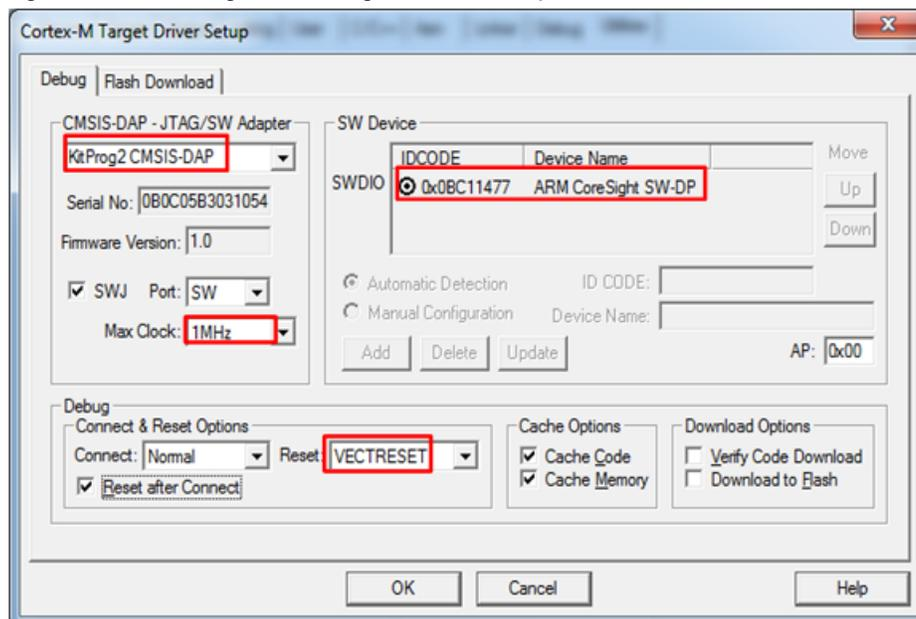 Cortex-M Target Driver Setup
Debug Flash Download
CMSIS-DAP - JTAG/SW Adapter
KitProg2 CMSIS-DAP
Serial No: 0B0C05B3031054
Firmware Version: 1.0
SWJ Port: SW
Max Clock: 1MHz
SW Device
IDCODE Device Name Move
SWDIO 0x0BC11477 ARM CoreSight SW-DP Up
Down
Automatic Detection ID CODE:
Manual Configuration Device Name:
Add Delete Update AP: 0x00
Debug
Connect & Reset Options
Connect: Normal Reset: VECTRESET
Reset after Connect
Cache Options
Cache Code
Cache Memory
Download Options
Verify Code Download
Download to Flash
OK Cancel Help